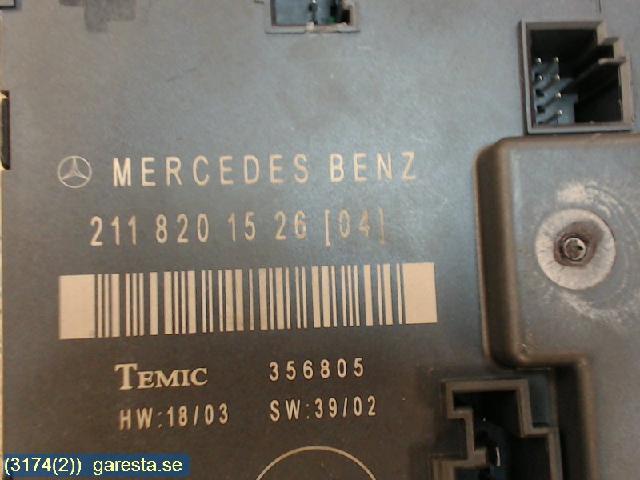 MERCEDES BENZ
211 820 15 26 [04]
TEMIC 356805
HW:18/03 SW:39/02
(3174(2)) garesta.se